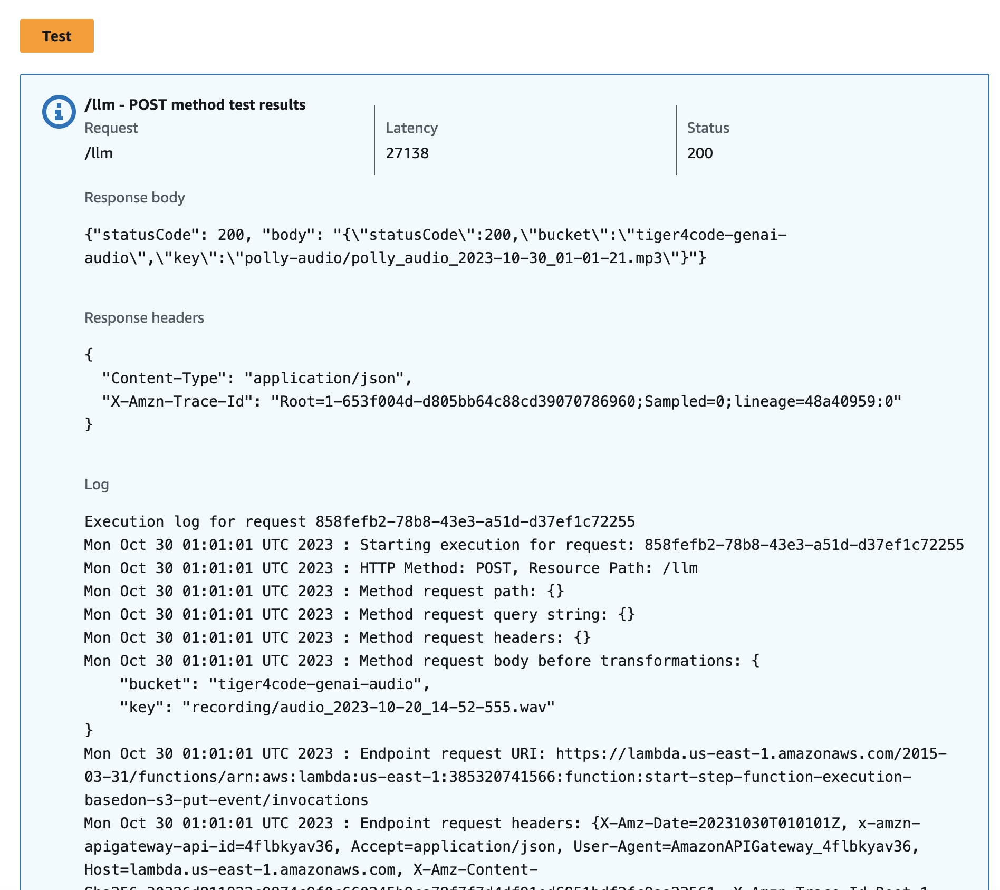 Test
/llm - POST method test results
Request
Latency
Status
/llm
27138
200
Response body
{"statusCode": 200, "body": "{\"statusCode\":200,\"bucket\":\"tiger4code-genai-
audio\",\"key\":\"polly-audio/polly_audio_2023-10-30_01-01-21.mp3\"}"}
Response headers
{
  "Content-Type": "application/json",
  "X-Amzn-Trace-Id": "Root=1-653f004d-d805bb64c88cd39070786960;Sampled=0;lineage=48a40959:0"
}
Log
Execution log for request 858fefb2-78b8-43e3-a51d-d37ef1c72255
Mon Oct 30 01:01:01 UTC 2023 : Starting execution for request: 858fefb2-78b8-43e3-a51d-d37ef1c72255
Mon Oct 30 01:01:01 UTC 2023 : HTTP Method: POST, Resource Path: /llm
Mon Oct 30 01:01:01 UTC 2023 : Method request path: {}
Mon Oct 30 01:01:01 UTC 2023 : Method request query string: {}
Mon Oct 30 01:01:01 UTC 2023 : Method request headers: {}
Mon Oct 30 01:01:01 UTC 2023 : Method request body before transformations: {
    "bucket": "tiger4code-genai-audio",
    "key": "recording/audio_2023-10-20_14-52-555.wav"
}
Mon Oct 30 01:01:01 UTC 2023 : Endpoint request URI: https://lambda.us-east-1.amazonaws.com/2015-
03-31/functions/arn:aws:lambda:us-east-1:385320741566:function:start-step-function-execution-
basedon-s3-put-event/invocations
Mon Oct 30 01:01:01 UTC 2023 : Endpoint request headers: {X-Amz-Date=20231030T010101Z, x-amzn-
apigateway-api-id=4flbkyav36, Accept=application/json, User-Agent=AmazonAPIGateway_4flbkyav36,
Host=lambda.us-east-1.amazonaws.com, X-Amz-Content-